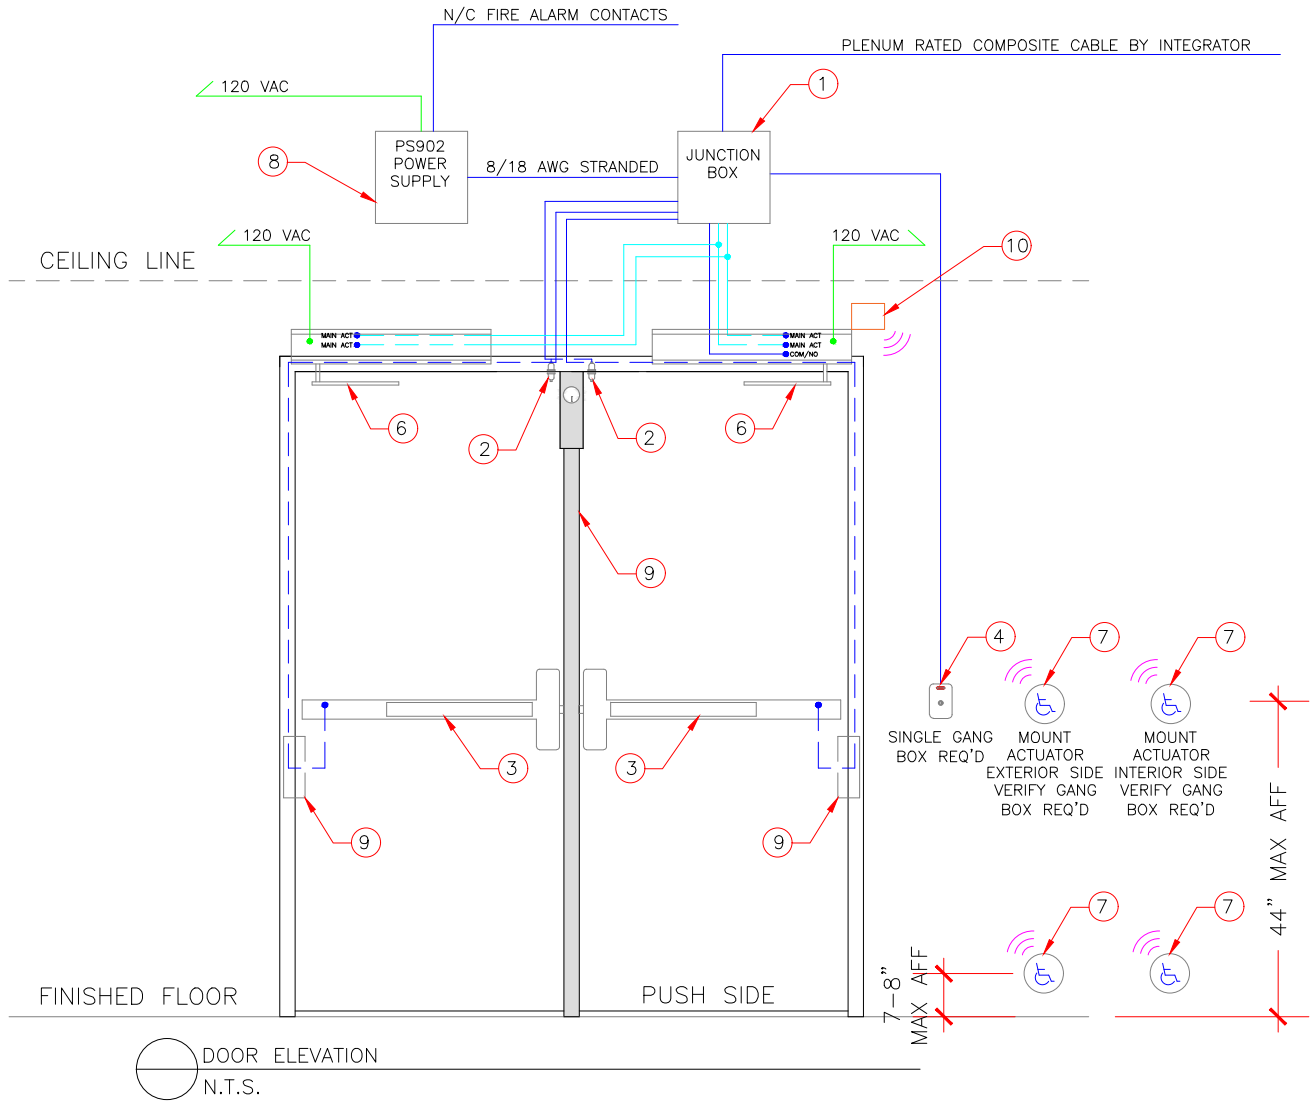 N/C FIRE ALARM CONTACTS
PLENUM RATED COMPOSITE CABLE BY INTEGRATOR
120 VAC
1
PS902
POWER
SUPPLY
8
8/18 AWG STRANDED
JUNCTION
BOX
120 VAC
120 VAC
10
CEILING LINE
MAIN ACT
MAIN ACT
MAIN ACT
MAIN ACT
COM/NO
6
2
2
6
9
4
7
7
SINGLE GANG
BOX REQ'D
MOUNT
ACTUATOR
EXTERIOR SIDE
VERIFY GANG
BOX REQ'D
MOUNT
ACTUATOR
INTERIOR SIDE
VERIFY GANG
BOX REQ'D
3
3
9
9
44" MAX AFF
7
7
7-8"
MAX AFF
FINISHED FLOOR
PUSH SIDE
DOOR ELEVATION
N.T.S.